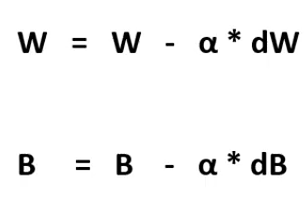 W = W - α * dW
B = B - α * dB